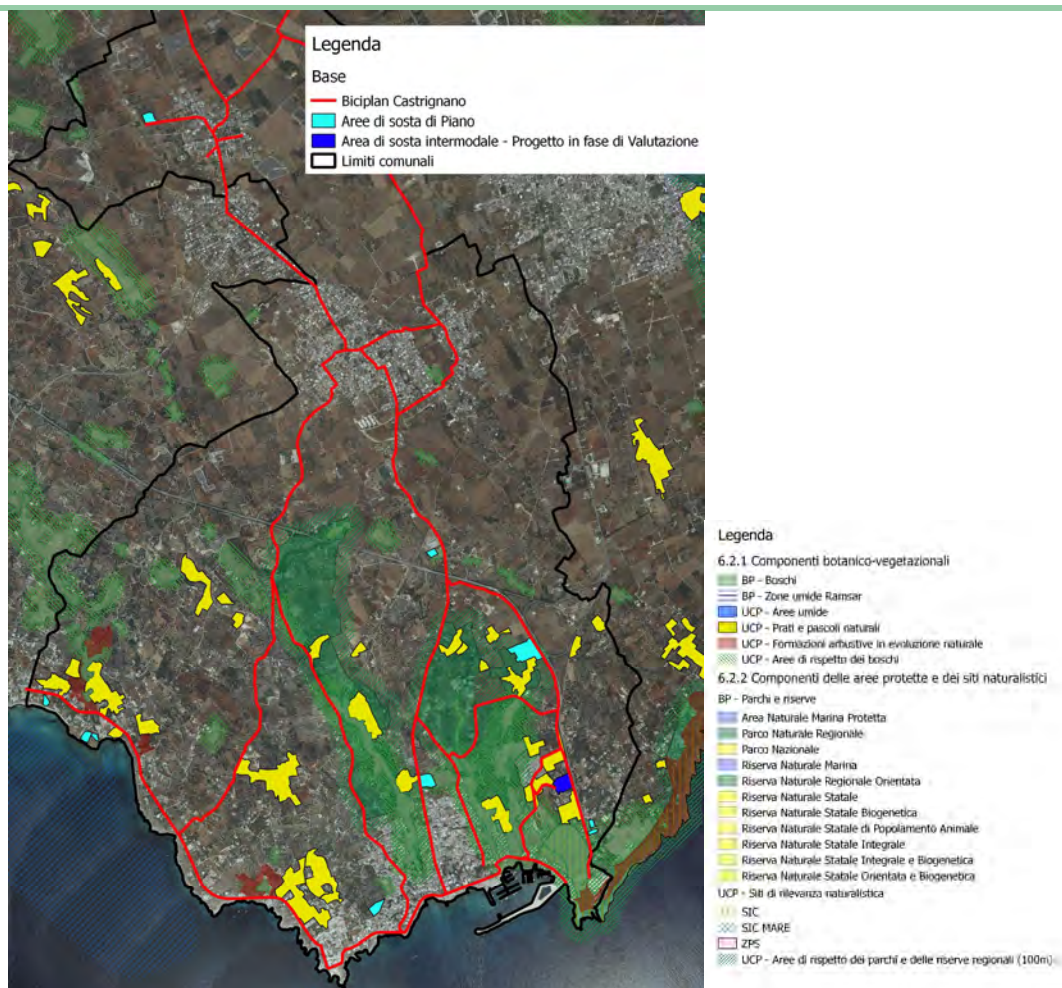 Legenda
Base
Biciplan Castrignano
Aree di sosta di Piano
Area di sosta intermodale - Progetto in fase di Valutazione
Limiti comunali
Legenda
6.2.1 Componenti botanico-vegetazionali
BP - Boschi
BP - Zone umide Ramsar
UCP - Aree umide
UCP - Prati e pascoli naturali
UCP - Formazioni arbustive in evoluzione naturale
UCP - Aree di rispetto dei boschi
6.2.2 Componenti delle aree protette e dei siti naturalistici
BP - Parchi e riserve
Area Naturale Marina Protetta
Parco Naturale Regionale
Parco Nazionale
Riserva Naturale Marina
Riserva Naturale Regionale Orientata
Riserva Naturale Statale
Riserva Naturale Statale Biogenetica
Riserva Naturale Statale di Popolamento Animale
Riserva Naturale Statale Integrale
Riserva Naturale Statale Integrale e Biogenetica
Riserva Naturale Statale Orientata e Biogenetica
UCP - Siti di rilevanza naturalistica
SIC
SIC MARE
ZPS
UCP - Aree di rispetto dei parchi e delle riserve regionali (100m)